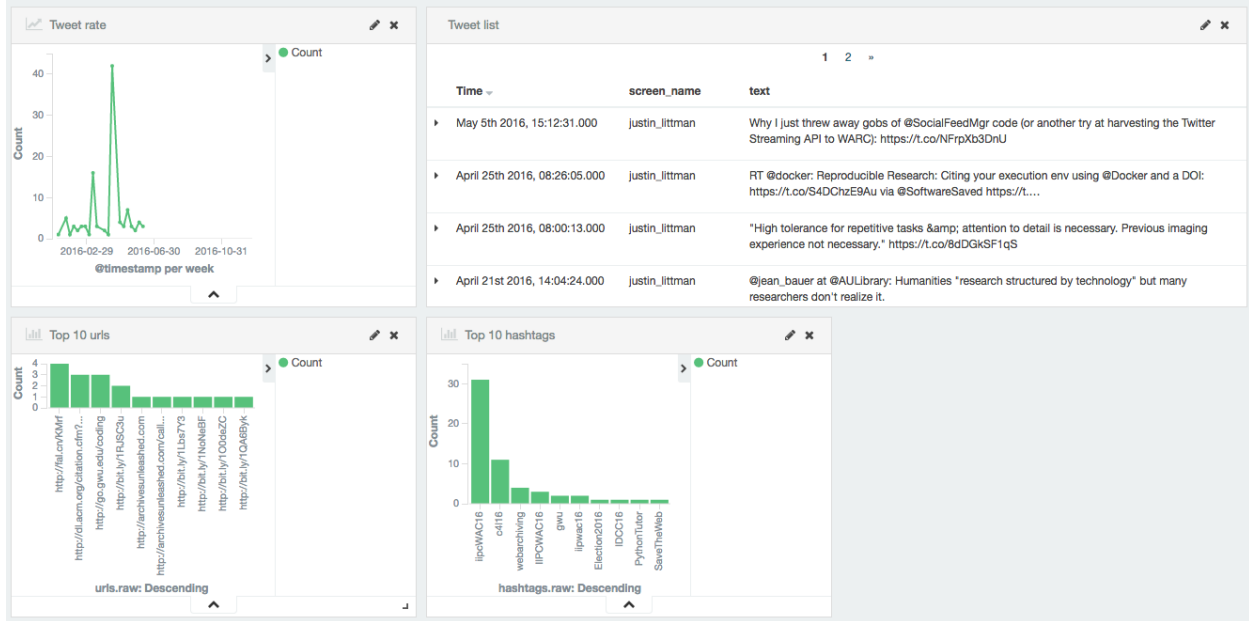 Tweet rate
Count
40
30
20
10
0
Count
2016-02-29 2016-06-30 2016-10-31
@timestamp per week
Tweet list
1 2 »
Time screen_name text
May 5th 2016, 15:12:31.000 justin_littman Why I just threw away gobs of @SocialFeedMgr code (or another try at harvesting the Twitter
Streaming API to WARC): https://t.co/NFrpXb3DnU
April 25th 2016, 08:26:05.000 justin_littman RT @docker: Reproducible Research: Citing your execution env using @Docker and a DOI:
https://t.co/S4DChzE9Au via @SoftwareSaved https://t....
April 25th 2016, 08:00:13.000 justin_littman "High tolerance for repetitive tasks &amp; attention to detail is necessary. Previous imaging
experience not necessary." https://t.co/8dDGkSF1qS
April 21st 2016, 14:04:24.000 justin_littman @jean_bauer at @AULibrary: Humanities "research structured by technology" but many
researchers don't realize it.
Top 10 urls
Count
4
3
2
1
0
Count
http://fal.cn/KMrf
http://dl.acm.org/citation.cfm?...
http://go.gwu.edu/coding
http://bit.ly/1RJSC3u
http://archivesunleashed.com
http://archivesunleashed.com/call...
http://bit.ly/1Lbs7Y3
http://bit.ly/1NoNeBF
http://bit.ly/1O0deZC
http://bit.ly/1QA6Byk
urls.raw: Descending
Top 10 hashtags
Count
30
20
10
0
Count
iipcWAC16
c4l16
webarchiving
IIPCWAC16
gwu
iipwac16
Election2016
IDCC16
PythonTutor
SaveTheWeb
hashtags.raw: Descending